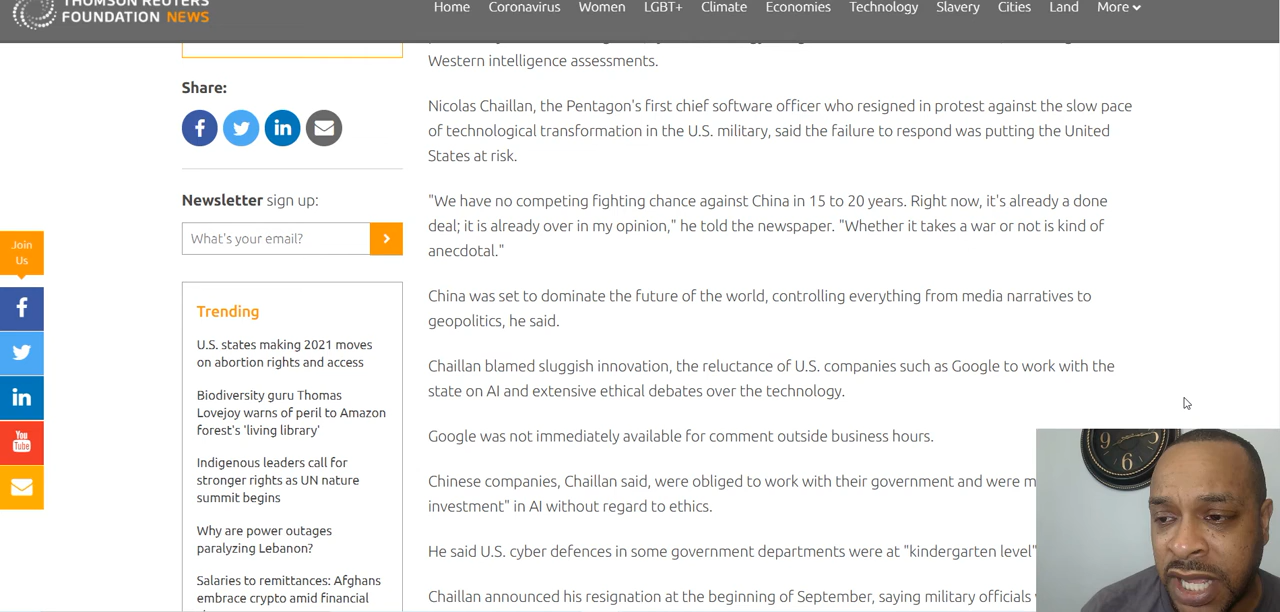 THOMSON REUTERS
FOUNDATION NEWS
Home Coronavirus Women LGBT+ Climate Economies Technology Slavery Cities Land More
Share:
Newsletter sign up:
What's your email?
Join
Us
You
Tube
Trending
U.S. states making 2021 moves
on abortion rights and access
Biodiversity guru Thomas
Lovejoy warns of peril to Amazon
forest's 'living library'
Indigenous leaders call for
stronger rights as UN nature
summit begins
Why are power outages
paralyzing Lebanon?
Salaries to remittances: Afghans
embrace crypto amid financial
Western intelligence assessments.
Nicolas Chaillan, the Pentagon's first chief software officer who resigned in protest against the slow pace
of technological transformation in the U.S. military, said the failure to respond was putting the United
States at risk.
"We have no competing fighting chance against China in 15 to 20 years. Right now, it's already a done
deal; it is already over in my opinion," he told the newspaper. "Whether it takes a war or not is kind of
anecdotal."
China was set to dominate the future of the world, controlling everything from media narratives to
geopolitics, he said.
Chaillan blamed sluggish innovation, the reluctance of U.S. companies such as Google to work with the
state on AI and extensive ethical debates over the technology.
Google was not immediately available for comment outside business hours.
Chinese companies, Chaillan said, were obliged to work with their government and were
investment" in AI without regard to ethics.
He said U.S. cyber defences in some government departments were at "kindergarten level"
Chaillan announced his resignation at the beginning of September, saying military officials
9 2
6